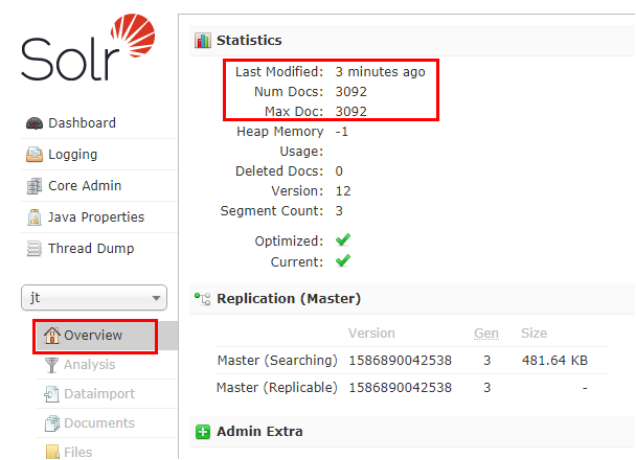 Solr
Dashboard
Logging
Core Admin
Java Properties
Thread Dump
jt
Overview
Analysis
Dataimport
Documents
Files
Statistics
Last Modified: 3 minutes ago
Num Docs: 3092
Max Doc: 3092
Heap Memory -1
Usage:
Deleted Docs: 0
Version: 12
Segment Count: 3
Optimized:
Current:
Replication (Master)
Version Gen Size
Master (Searching) 1586890042538 3 481.64 KB
Master (Replicable) 1586890042538 3 -
Admin Extra